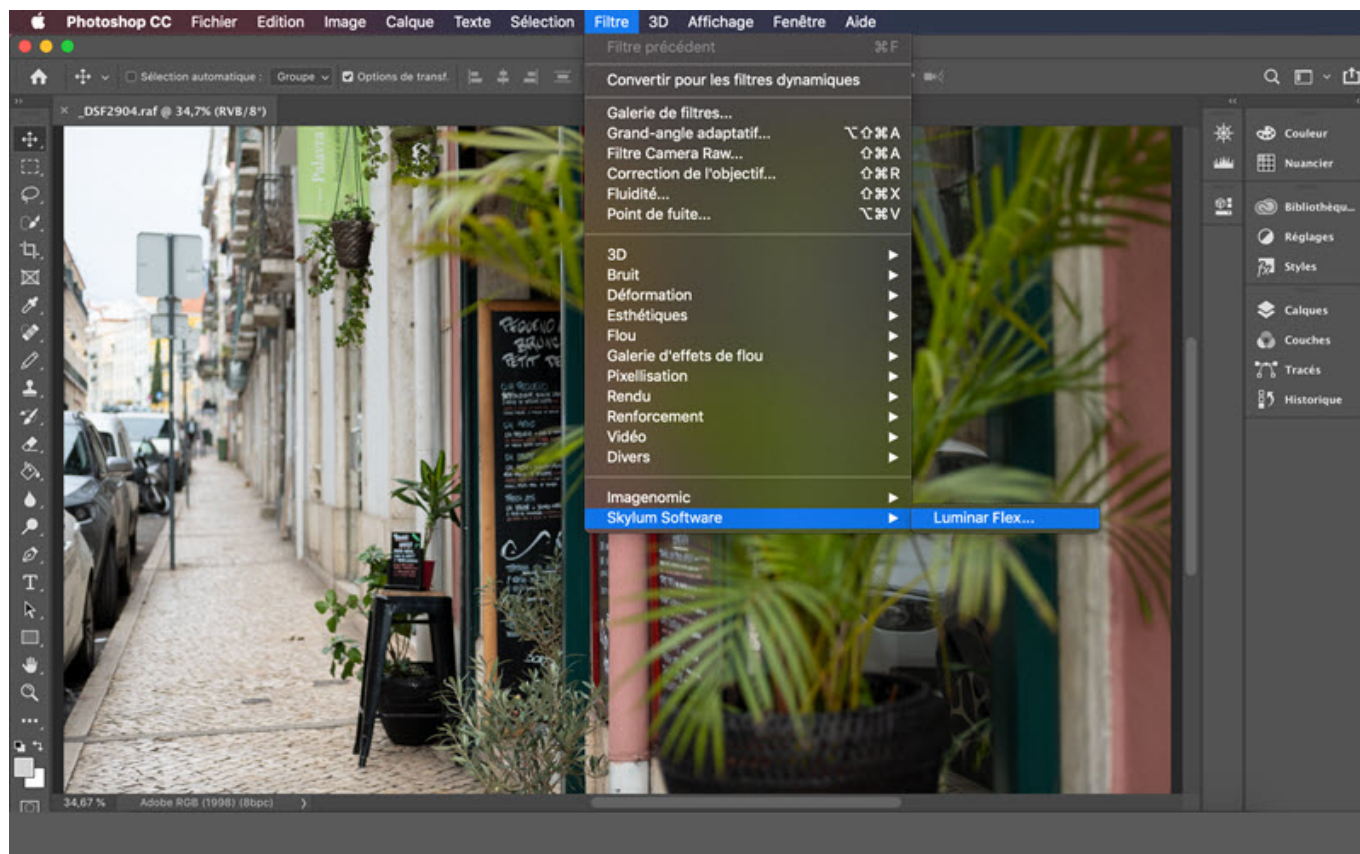 Photoshop CC Fichier Edition Image Calque Texte Sélection Filtre 3D Affichage Fenêtre Aide
Sélection automatique : Groupe Options de transf.
× _DSF2904.raf @ 34,7% (RVB/8*)
Filtre précédent ⌘F
Convertir pour les filtres dynamiques
Galerie de filtres...
Grand-angle adaptatif... ⌥⇧⌘A
Filtre Camera Raw... ⇧⌘A
Correction de l'objectif... ⇧⌘R
Fluidité... ⇧⌘X
Point de fuite... ⌥⌘V
3D
Bruit
Déformation
Esthétiques
Flou
Galerie d'effets de flou
Pixellisation
Rendu
Renforcement
Vidéo
Divers
Imagenomic
Skylum Software
Luminar Flex...
Couleur
Nuancier
Bibliothèqu...
Réglages
Styles
Calques
Couches
Tracés
Historique
Palavra
PEQUENO
BRUNC
PETIT
34,67 % Adobe RGB (1998) (8bpc)